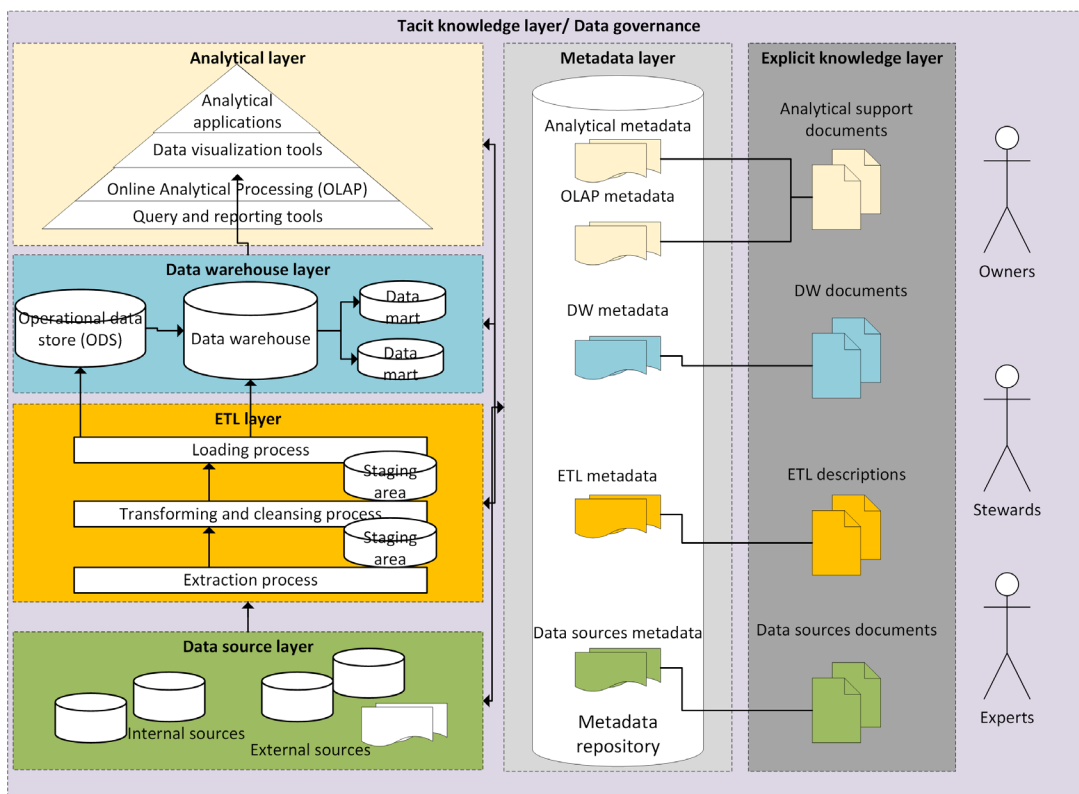 Tacit knowledge layer/ Data governance
Analytical layer
Analytical
applications
Data visualization tools
Online Analytical Processing (OLAP)
Query and reporting tools
Data warehouse layer
Operational data
store (ODS)
Data warehouse
Data
mart
Data
mart
ETL layer
Loading process
Staging
area
Transforming and cleansing process
Staging
area
Extraction process
Data source layer
Internal sources
External sources
Metadata layer
Analytical metadata
OLAP metadata
DW metadata
ETL metadata
Data sources metadata
Metadata
repository
Explicit knowledge layer
Analytical support
documents
DW documents
ETL descriptions
Data sources documents
Owners
Stewards
Experts